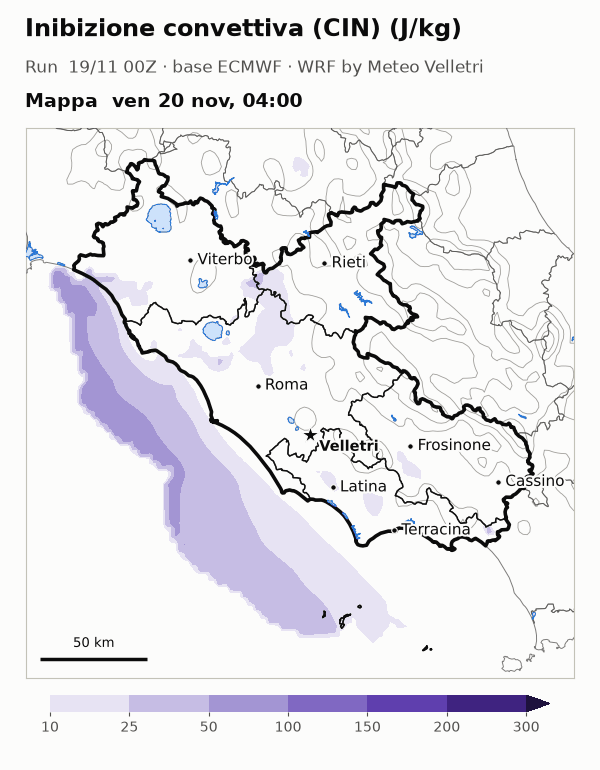 Inibizione convettiva (CIN) (J/kg)
Run  19/11 00Z · base ECMWF · WRF by Meteo Velletri
Mappa  ven 20 nov, 04:00
Viterbo
Rieti
Roma
Velletri
Frosinone
Latina
Cassino
Terracina
50 km
10 25 50 100 150 200 300